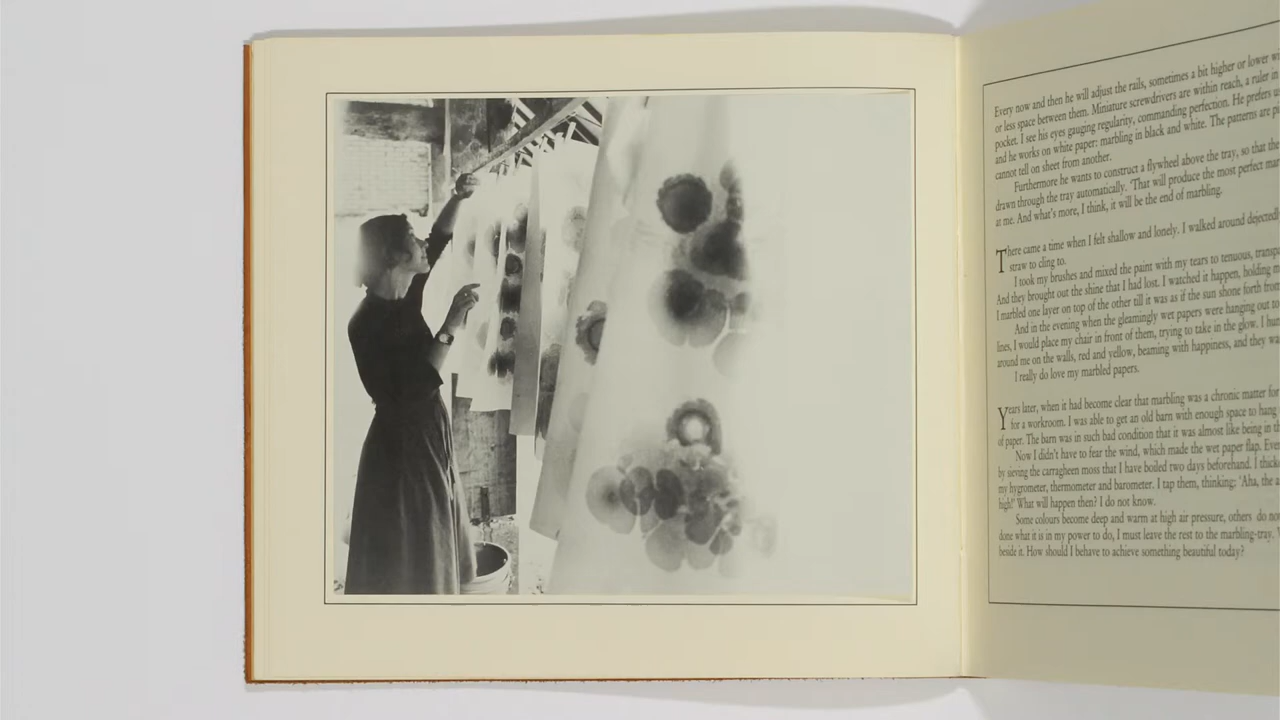 Every now and then he will adjust the rails, sometimes a bit higher or lower
or less space between them. Miniature screwdrivers are within reach, a ruler in
pocket. I see his eyes gauging regularity, commanding perfection. He prefers
and he works on white paper: marbling in black and white. The patterns are
cannot tell on sheet from another.
Furthermore he wants to construct a flywheel above the tray, so that the
drawn through the tray automatically. 'That will produce the most perfect
at me. And what's more, I think, it will be the end of marbling.
There came a time when I felt shallow and lonely. I walked around
straw to cling to.
I took my brushes and mixed the paint with my tears to tenuous,
And they brought out the shine that I had lost. I watched it happen, holding
I marbled one layer on top of the other till it was as if the sun shone forth from
And in the evening when the gleamingly wet papers were hanging out to
lines, I would place my chair in front of them, trying to take in the glow. I
around me on the walls, red and yellow, beaming with happiness, and they
I really do love my marbled papers.
Years later, when it had become clear that marbling was a chronic matter for
for a workroom. I was able to get an old barn with enough space to hang
of paper. The barn was in such bad condition that it was almost like being in
Now I didn't have to fear the wind, which made the wet paper flap.
by sieving the carragheen moss that I have boiled two days beforehand. I
my hygrometer, thermometer and barometer. I tap them, thinking: 'Aha, the
high!' What will happen then? I do not know.
Some colours become deep and warm at high air pressure, others do
done what it is in my power to do, I must leave the rest to the marbling-tray.
beside it. How should I behave to achieve something beautiful today?